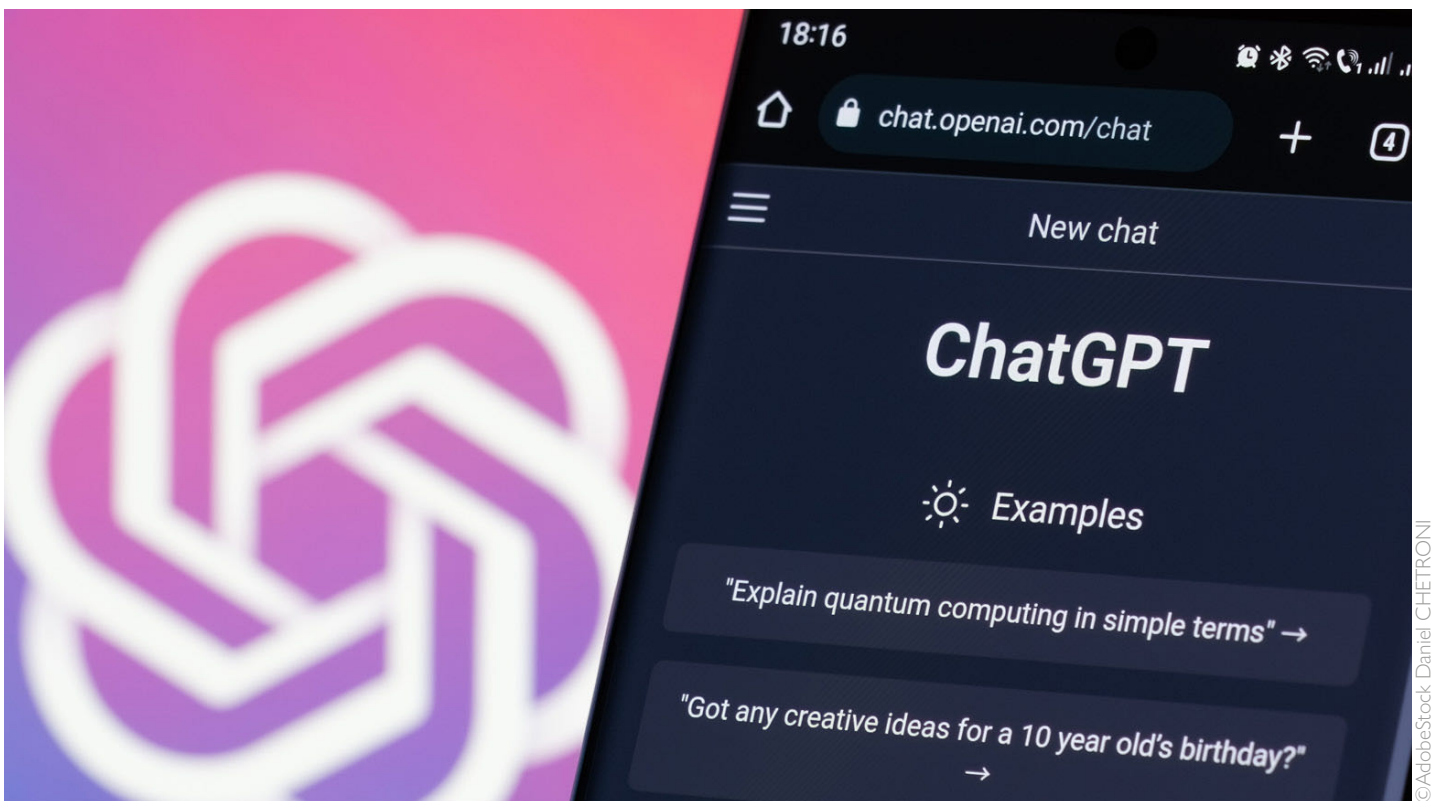 18:16
chat.openai.com/chat
4
New chat
ChatGPT
Examples
"Explain quantum computing in simple terms" →
"Got any creative ideas for a 10 year old's birthday?"
→
©AdobeStock Daniel CHETRONI